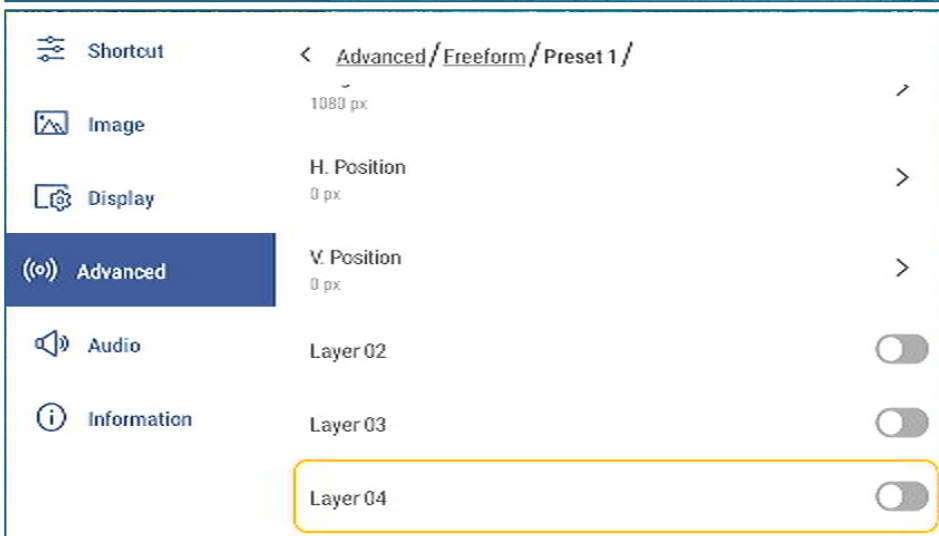 Shortcut
Image
Display
Advanced
Audio
Information
Advanced/Freeform/Preset 1/
1080 px
H. Position
0 px
V. Position
0 px
Layer 02
Layer 03
Layer 04